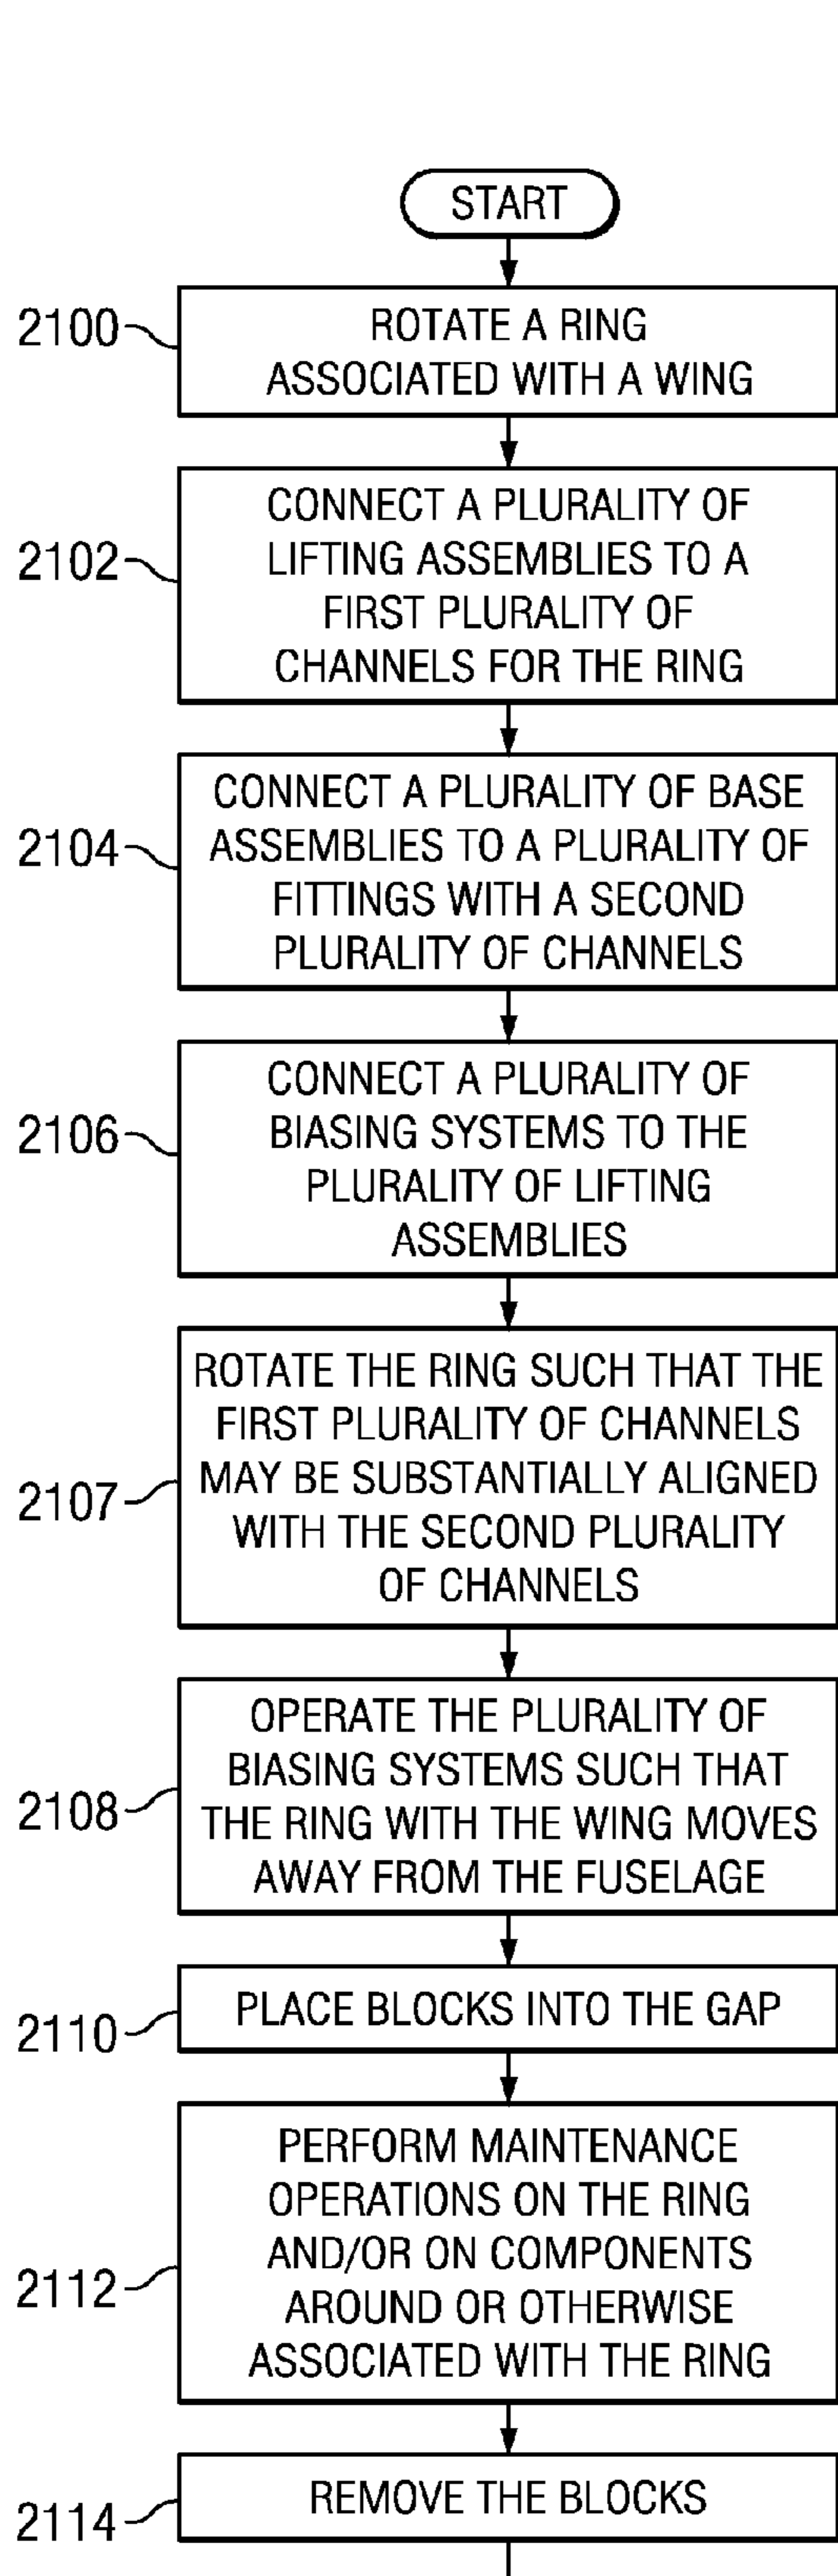 START
2100
ROTATE A RING
ASSOCIATED WITH A WING
2102
CONNECT A PLURALITY OF
LIFTING ASSEMBLIES TO A
FIRST PLURALITY OF
CHANNELS FOR THE RING
2104
CONNECT A PLURALITY OF BASE
ASSEMBLIES TO A PLURALITY OF
FITTINGS WITH A SECOND
PLURALITY OF CHANNELS
2106
CONNECT A PLURALITY OF
BIASING SYSTEMS TO THE
PLURALITY OF LIFTING
ASSEMBLIES
2107
ROTATE THE RING SUCH THAT THE
FIRST PLURALITY OF CHANNELS
MAY BE SUBSTANTIALLY ALIGNED
WITH THE SECOND PLURALITY
OF CHANNELS
2108
OPERATE THE PLURALITY OF
BIASING SYSTEMS SUCH THAT
THE RING WITH THE WING MOVES
AWAY FROM THE FUSELAGE
2110
PLACE BLOCKS INTO THE GAP
2112
PERFORM MAINTENANCE
OPERATIONS ON THE RING
AND/OR ON COMPONENTS
AROUND OR OTHERWISE
ASSOCIATED WITH THE RING
2114
REMOVE THE BLOCKS